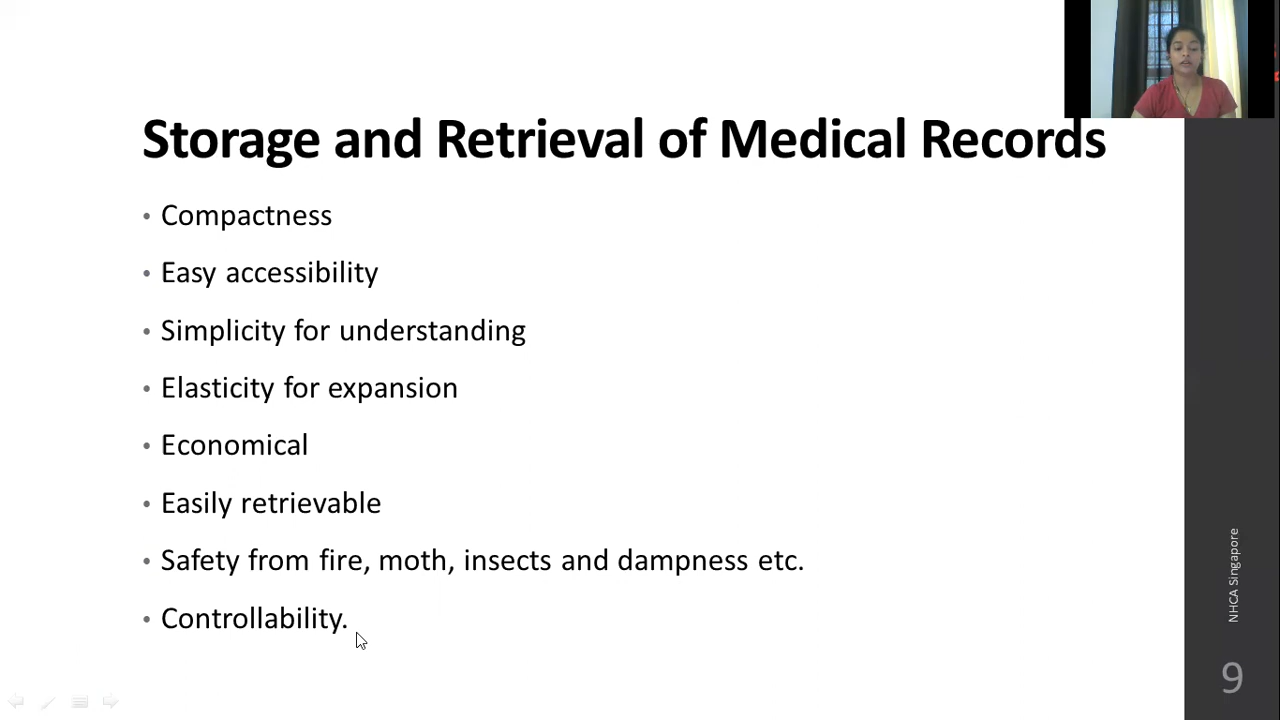 Storage and Retrieval of Medical Records
• Compactness
• Easy accessibility
• Simplicity for understanding
• Elasticity for expansion
• Economical
• Easily retrievable
• Safety from fire, moth, insects and dampness etc.
• Controllability.
NHCA Singapore
9